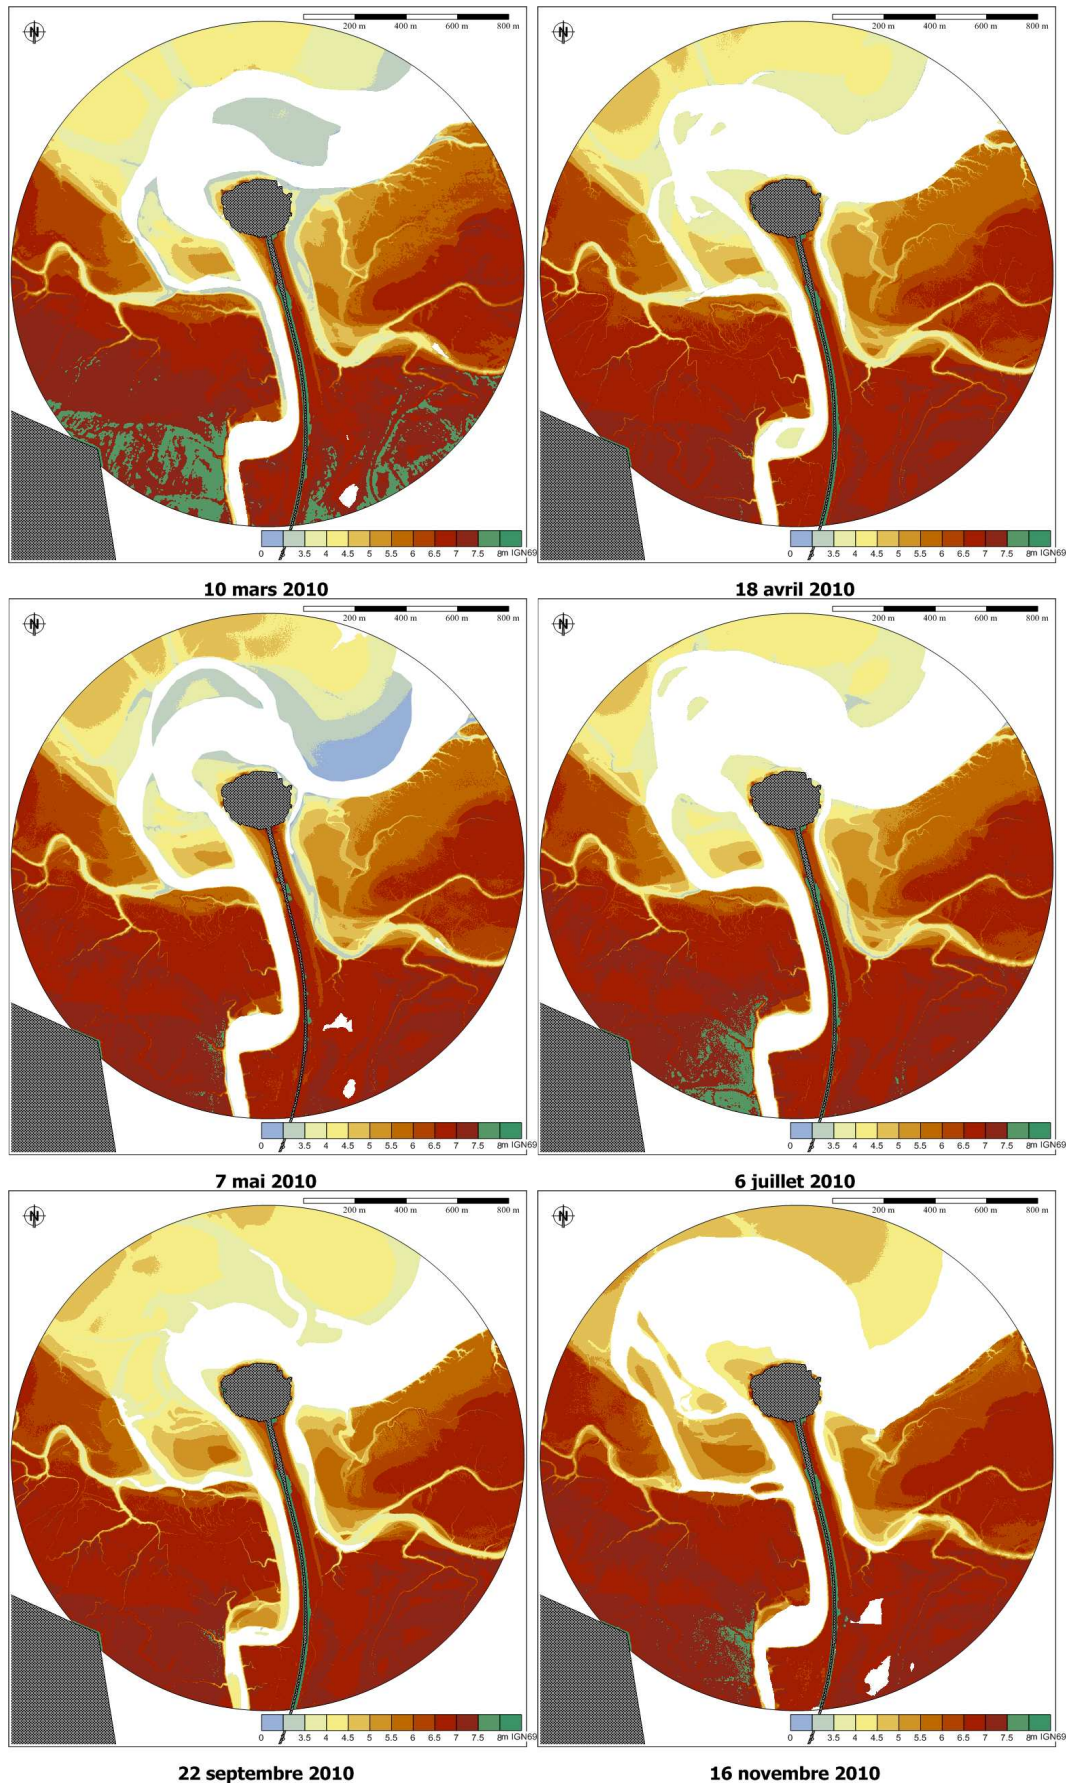 N 200 m 400 m 600 m 800 m N 200 m 400 m 600 m 800 m
0 3 3.5 4 4.5 5 5.5 6 6.5 7 7.5 8m IGN69 0 3 3.5 4 4.5 5 5.5 6 6.5 7 7.5 8m IGN69
10 mars 2010 18 avril 2010
N 200 m 400 m 600 m 800 m N 200 m 400 m 600 m 800 m
0 3 3.5 4 4.5 5 5.5 6 6.5 7 7.5 8m IGN69 0 3 3.5 4 4.5 5 5.5 6 6.5 7 7.5 8m IGN69
7 mai 2010 6 juillet 2010
N 200 m 400 m 600 m 800 m N 200 m 400 m 600 m 800 m
0 3 3.5 4 4.5 5 5.5 6 6.5 7 7.5 8m IGN69 0 3 3.5 4 4.5 5 5.5 6 6.5 7 7.5 8m IGN69
22 septembre 2010 16 novembre 2010